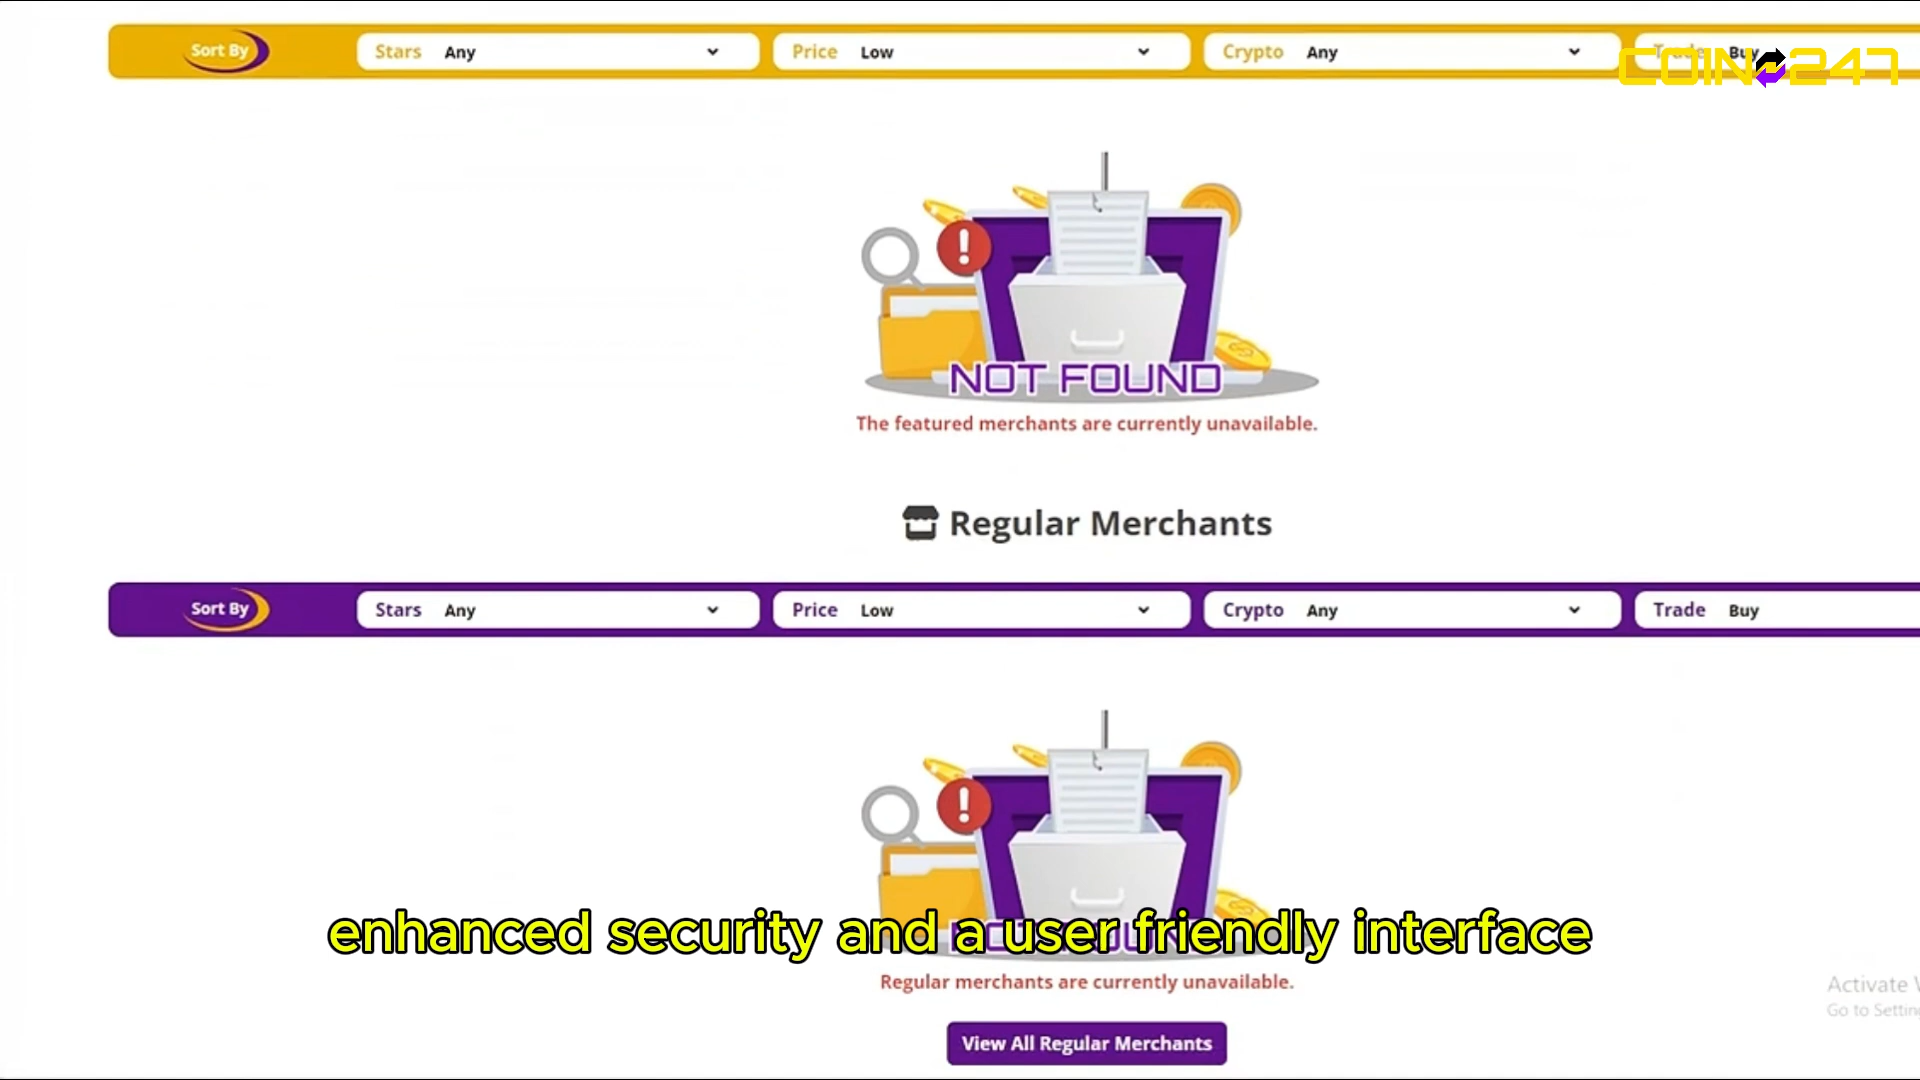 Sort By Stars Any Price Low Crypto Any Trade Buy
COIN247
NOT FOUND
The featured merchants are currently unavailable.
Regular Merchants
Sort By Stars Any Price Low Crypto Any Trade Buy
enhanced security and a user friendly interface
Regular merchants are currently unavailable.
Activate
Go to Setting
View All Regular Merchants